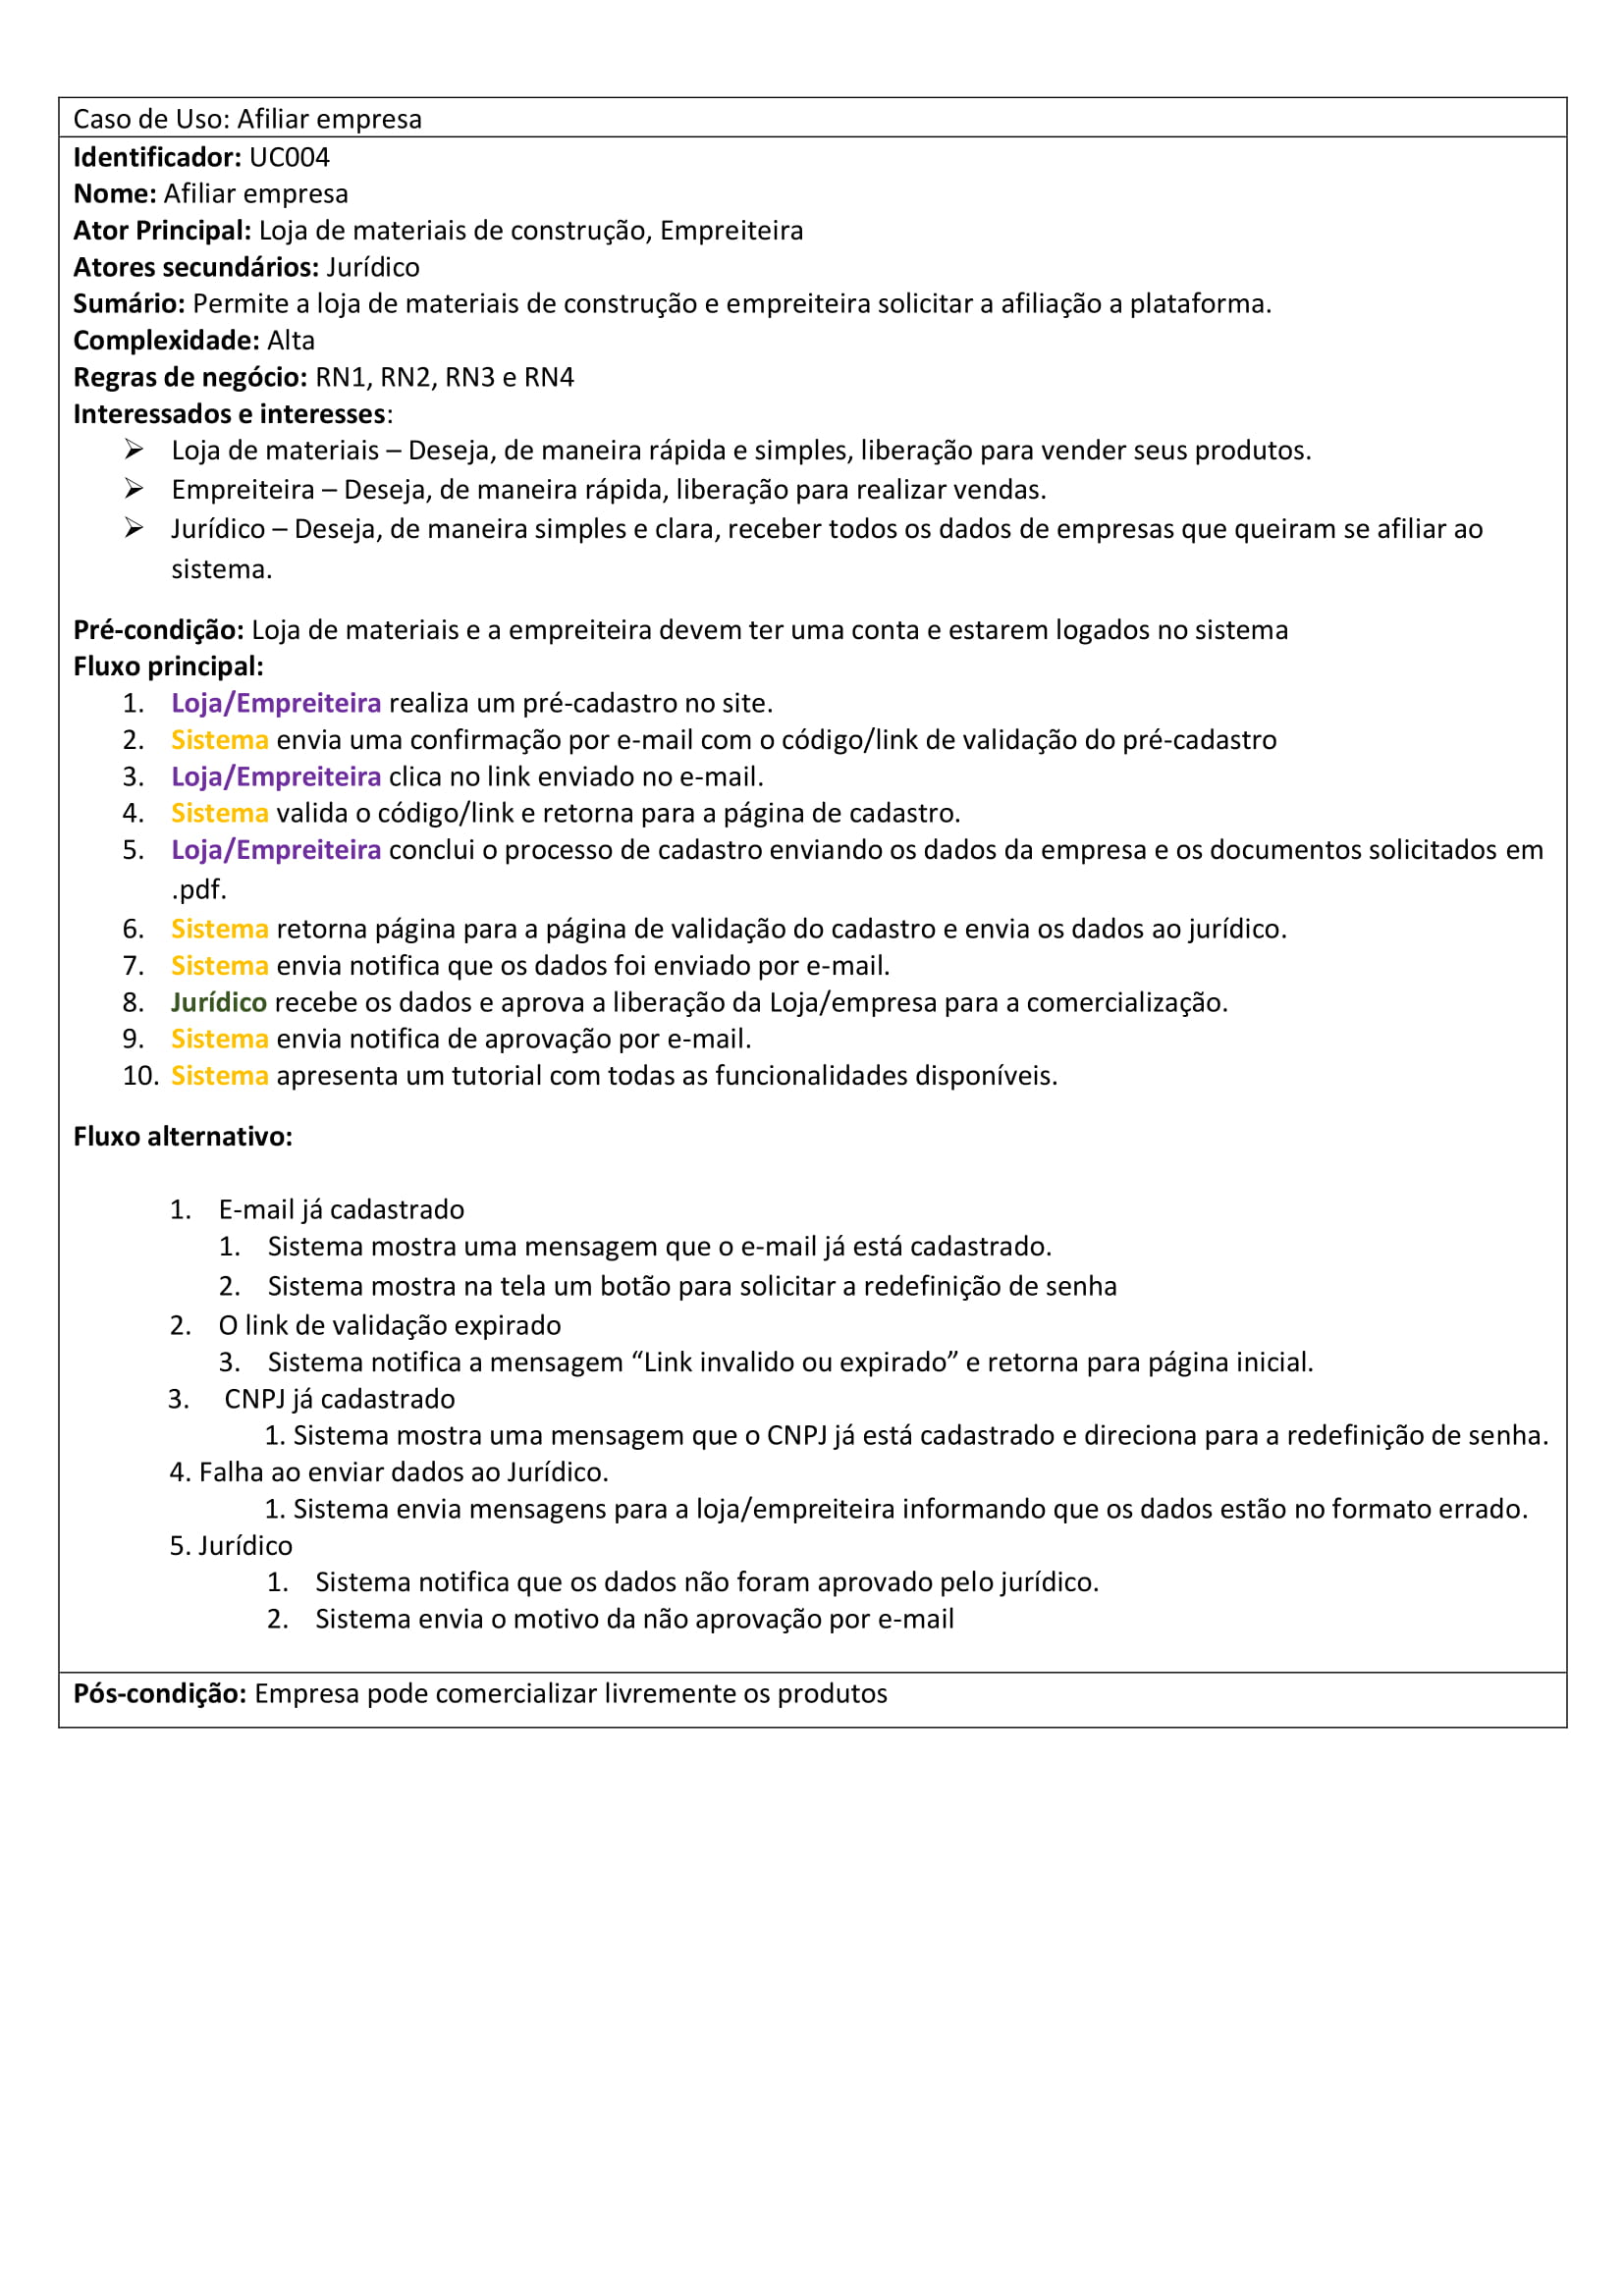 Caso de Uso: Afiliar empresa
Identificador: UC004
Nome: Afiliar empresa
Ator Principal: Loja de materiais de construção, Empreiteira
Atores secundários: Jurídico
Sumário: Permite a loja de materiais de construção e empreiteira solicitar a afiliação a plataforma.
Complexidade: Alta
Regras de negócio: RN1, RN2, RN3 e RN4
Interessados e interesses:
➢ Loja de materiais – Deseja, de maneira rápida e simples, liberação para vender seus produtos.
➢ Empreiteira – Deseja, de maneira rápida, liberação para realizar vendas.
➢ Jurídico – Deseja, de maneira simples e clara, receber todos os dados de empresas que queiram se afiliar ao
sistema.
Pré-condição: Loja de materiais e a empreiteira devem ter uma conta e estarem logados no sistema
Fluxo principal:
1. Loja/Empreiteira realiza um pré-cadastro no site.
2. Sistema envia uma confirmação por e-mail com o código/link de validação do pré-cadastro
3. Loja/Empreiteira clica no link enviado no e-mail.
4. Sistema valida o código/link e retorna para a página de cadastro.
5. Loja/Empreiteira conclui o processo de cadastro enviando os dados da empresa e os documentos solicitados em
.pdf.
6. Sistema retorna página para a página de validação do cadastro e envia os dados ao jurídico.
7. Sistema envia notifica que os dados foi enviado por e-mail.
8. Jurídico recebe os dados e aprova a liberação da Loja/empresa para a comercialização.
9. Sistema envia notifica de aprovação por e-mail.
10. Sistema apresenta um tutorial com todas as funcionalidades disponíveis.
Fluxo alternativo:
1. E-mail já cadastrado
1. Sistema mostra uma mensagem que o e-mail já está cadastrado.
2. Sistema mostra na tela um botão para solicitar a redefinição de senha
2. O link de validação expirado
3. Sistema notifica a mensagem “Link invalido ou expirado” e retorna para página inicial.
3. CNPJ já cadastrado
1. Sistema mostra uma mensagem que o CNPJ já está cadastrado e direciona para a redefinição de senha.
4. Falha ao enviar dados ao Jurídico.
1. Sistema envia mensagens para a loja/empreiteira informando que os dados estão no formato errado.
5. Jurídico
1. Sistema notifica que os dados não foram aprovado pelo jurídico.
2. Sistema envia o motivo da não aprovação por e-mail
Pós-condição: Empresa pode comercializar livremente os produtos